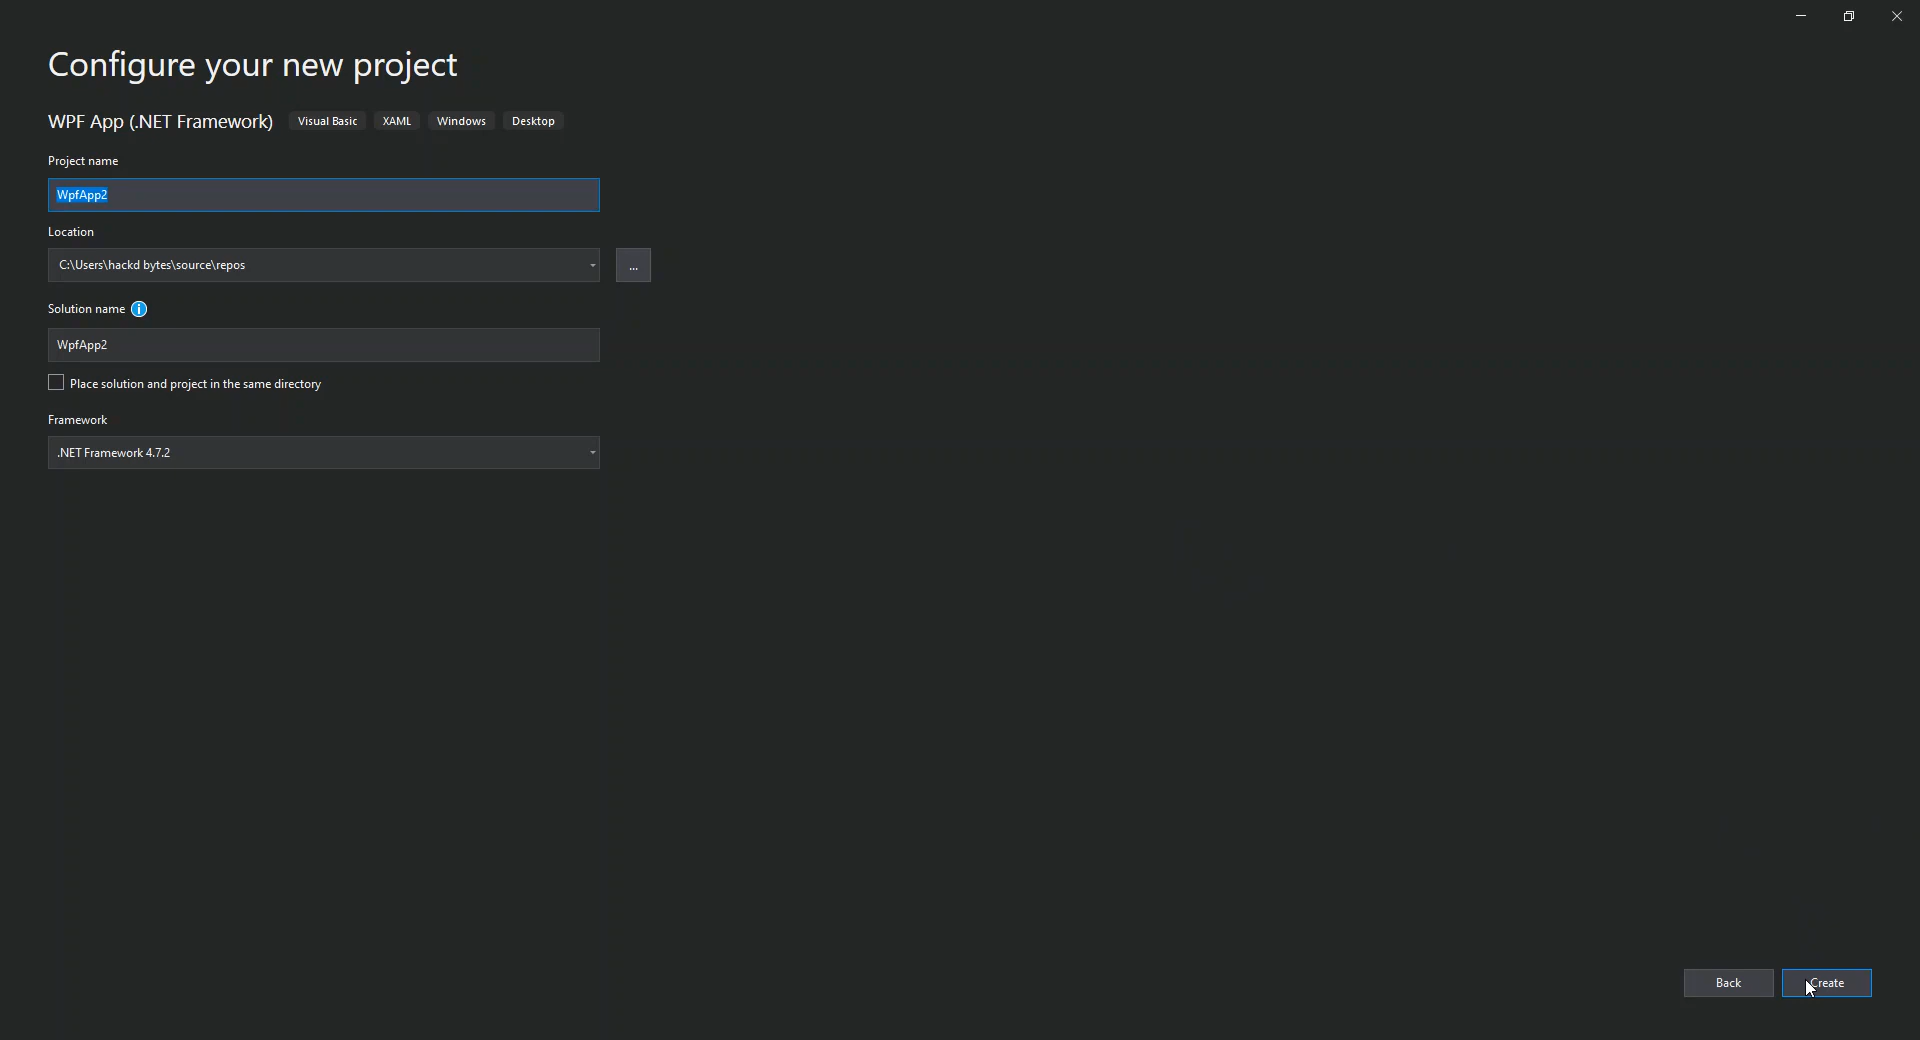 Configure your new project
WPF App (.NET Framework) Visual Basic XAML Windows Desktop
Project name
WpfApp2
Location
C:\Users\hackd bytes\source\repos
...
Solution name
WpfApp2
Place solution and project in the same directory
Framework
.NET Framework 4.7.2
Back Create